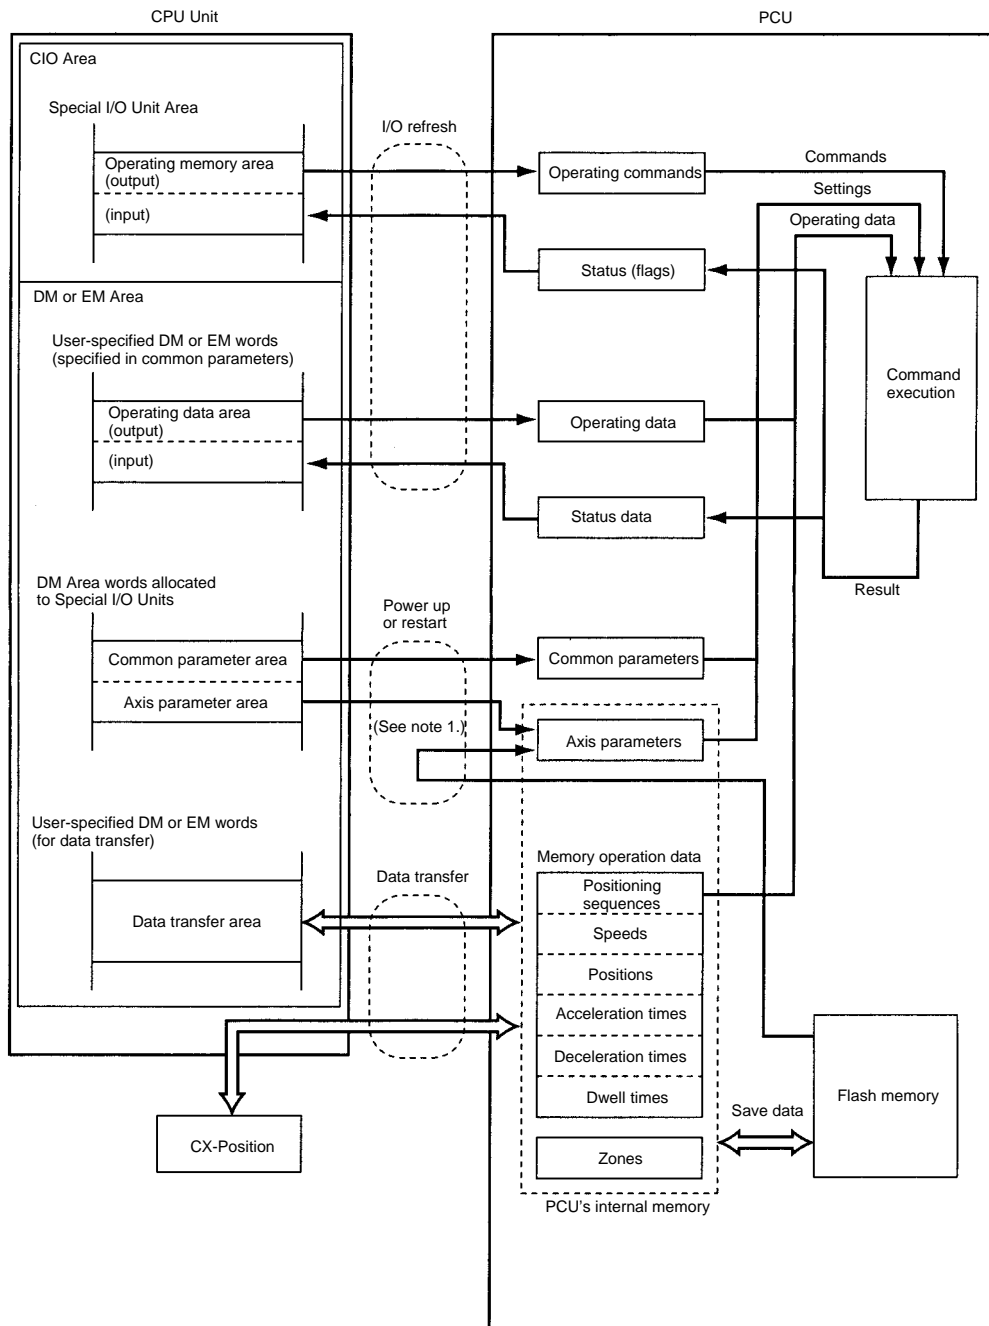 CPU Unit
PCU
CIO Area
Special I/O Unit Area
I/O refresh
Operating memory area
(output)
(input)
Operating commands
Commands
Settings
Operating data
Status (flags)
DM or EM Area
User-specified DM or EM words
(specified in common parameters)
Command
execution
Operating data area
(output)
(input)
Operating data
Status data
Result
DM Area words allocated
to Special I/O Units
Power up
or restart
Common parameter area
Axis parameter area
Common parameters
(See note 1.)
Axis parameters
User-specified DM or EM words
(for data transfer)
Data transfer
Data transfer area
Memory operation data
Positioning
sequences
Speeds
Positions
Acceleration times
Deceleration times
Dwell times
Zones
PCU's internal memory
Save data
Flash memory
CX-Position